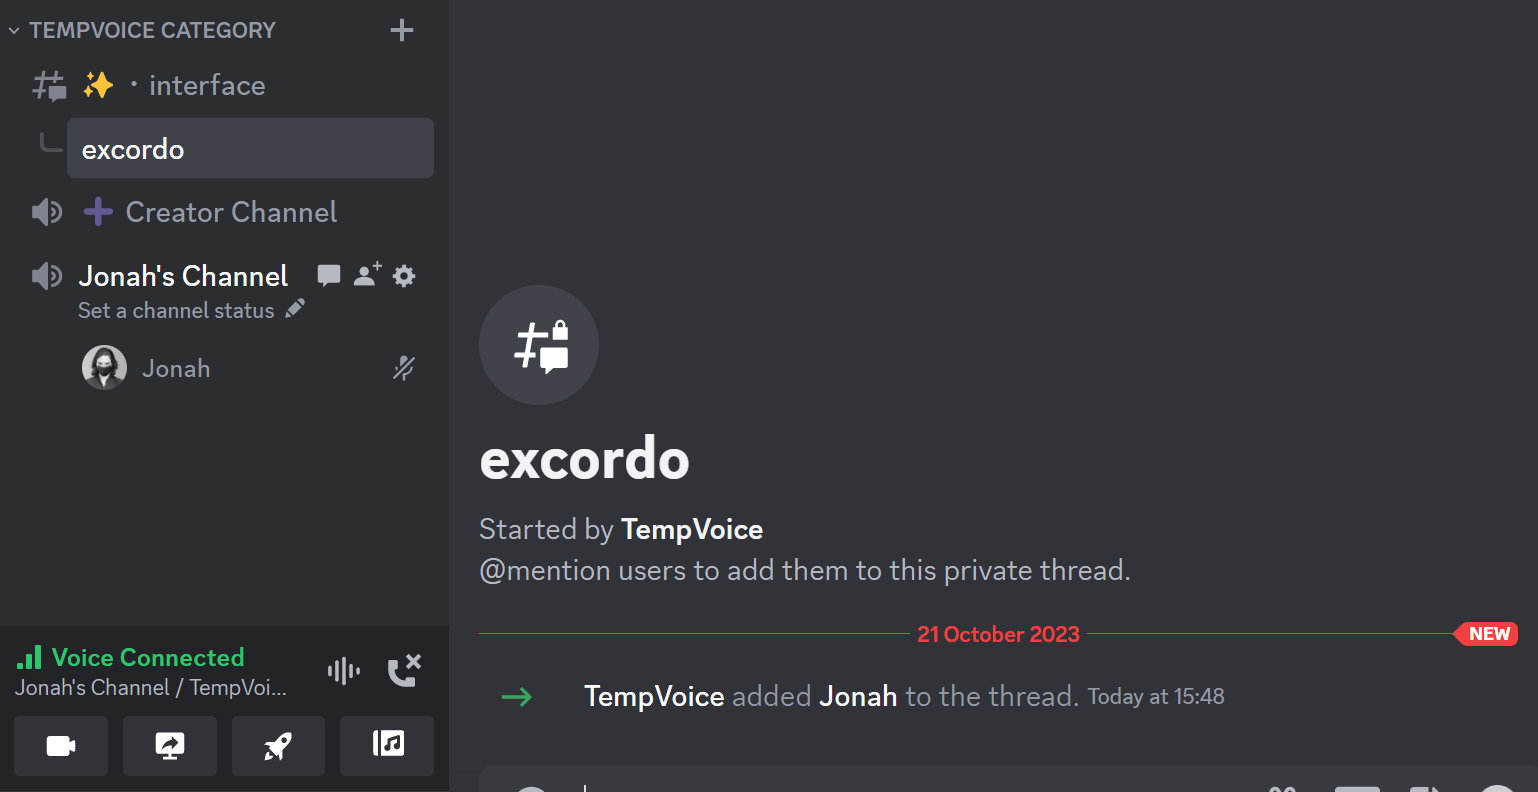 TEMPVOICE CATEGORY
✨ · interface
excordo
Creator Channel
Jonah's Channel
Set a channel status
Jonah
Voice Connected
Jonah's Channel / TempVoi...
excordo
Started by TempVoice
@mention users to add them to this private thread.
21 October 2023 NEW
TempVoice added Jonah to the thread. Today at 15:48